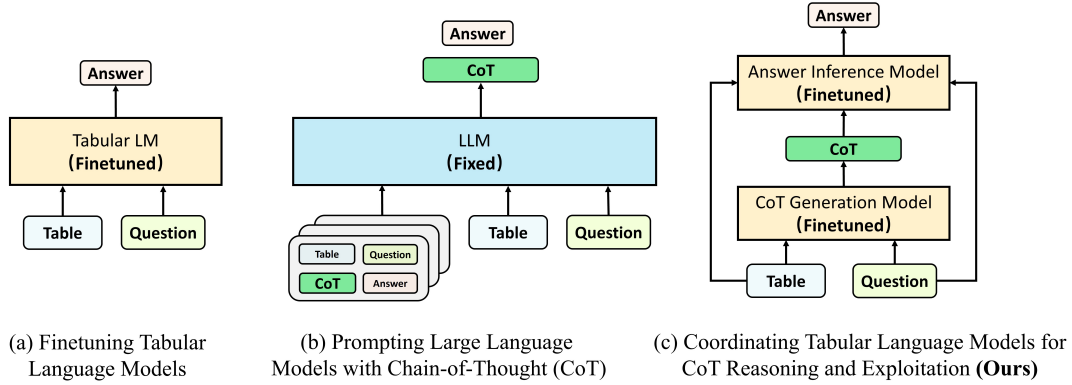 Answer
Tabular LM
(Finetuned)
Table
Question
(a) Finetuning Tabular
Language Models
Answer
CoT
LLM
(Fixed)
Table
Question
CoT
Answer
Table
Question
(b) Prompting Large Language
Models with Chain-of-Thought (CoT)
Answer
Answer Inference Model
(Finetuned)
CoT
CoT Generation Model
(Finetuned)
Table
Question
(c) Coordinating Tabular Language Models for
CoT Reasoning and Exploitation (Ours)